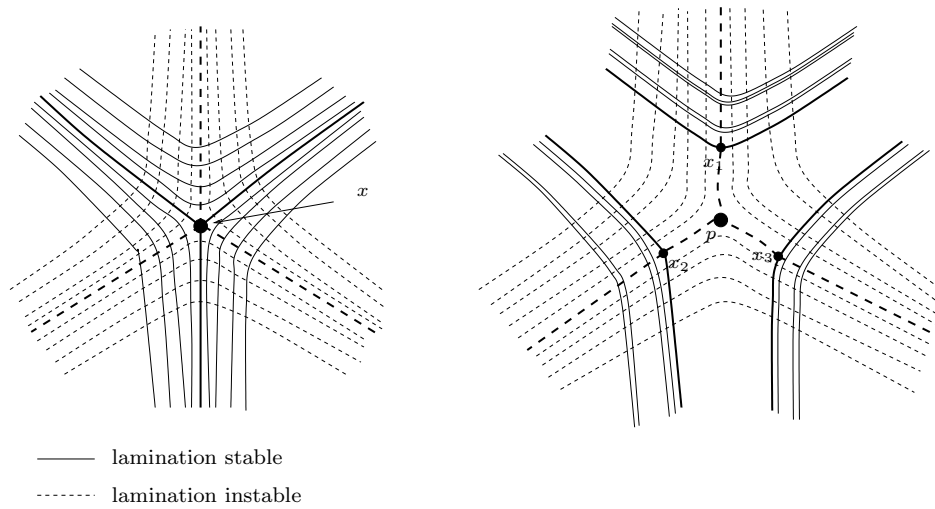 x
x₁
p
x₂
x₃
lamination stable
lamination instable